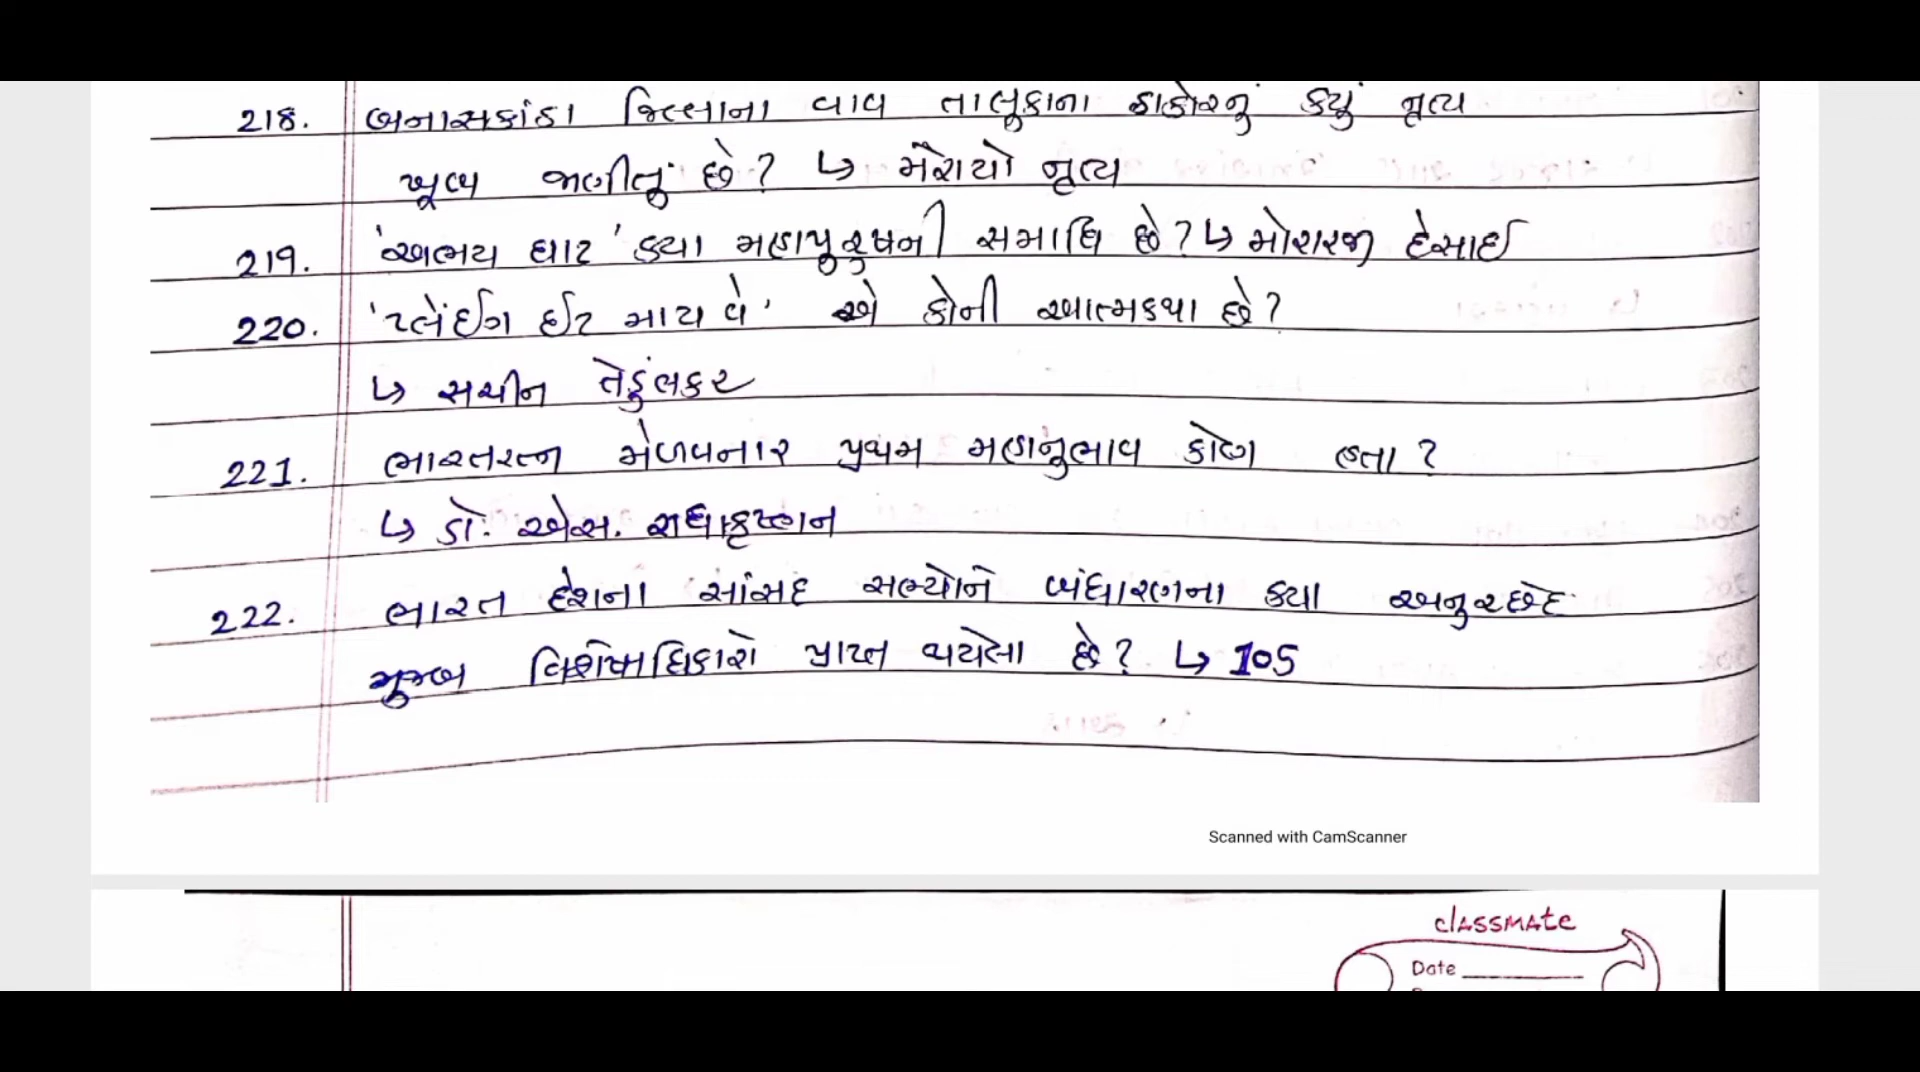 218. બનાસકાંઠા જિલ્લાના વાવ તાલુકાના ઠાકોરનું કયું નૃત્ય
ખૂબ જાણીતું છે? ↳ મેરાયો નૃત્ય
219. 'અભય ઘાટ' કયા મહાપુરુષની સમાધિ છે? ↳ મોરારજી દેસાઈ
220. 'પ્લેઈંગ ઈટ માય વે' એ કોની આત્મકથા છે?
↳ સચીન તેડુંલકર
221. ભારતરત્ન મેળવનાર પ્રથમ મહાનુભાવ કોણ હતા?
↳ ડૉ. એસ. રાધાકૃષ્ણન
222. ભારત દેશના સાંસદ સભ્યોને બંધારણના કયા અનુચ્છેદ
મુજબ વિશેષાધિકારો પ્રાપ્ત થયેલા છે? ↳ 105
Scanned with CamScanner
classmate
Date